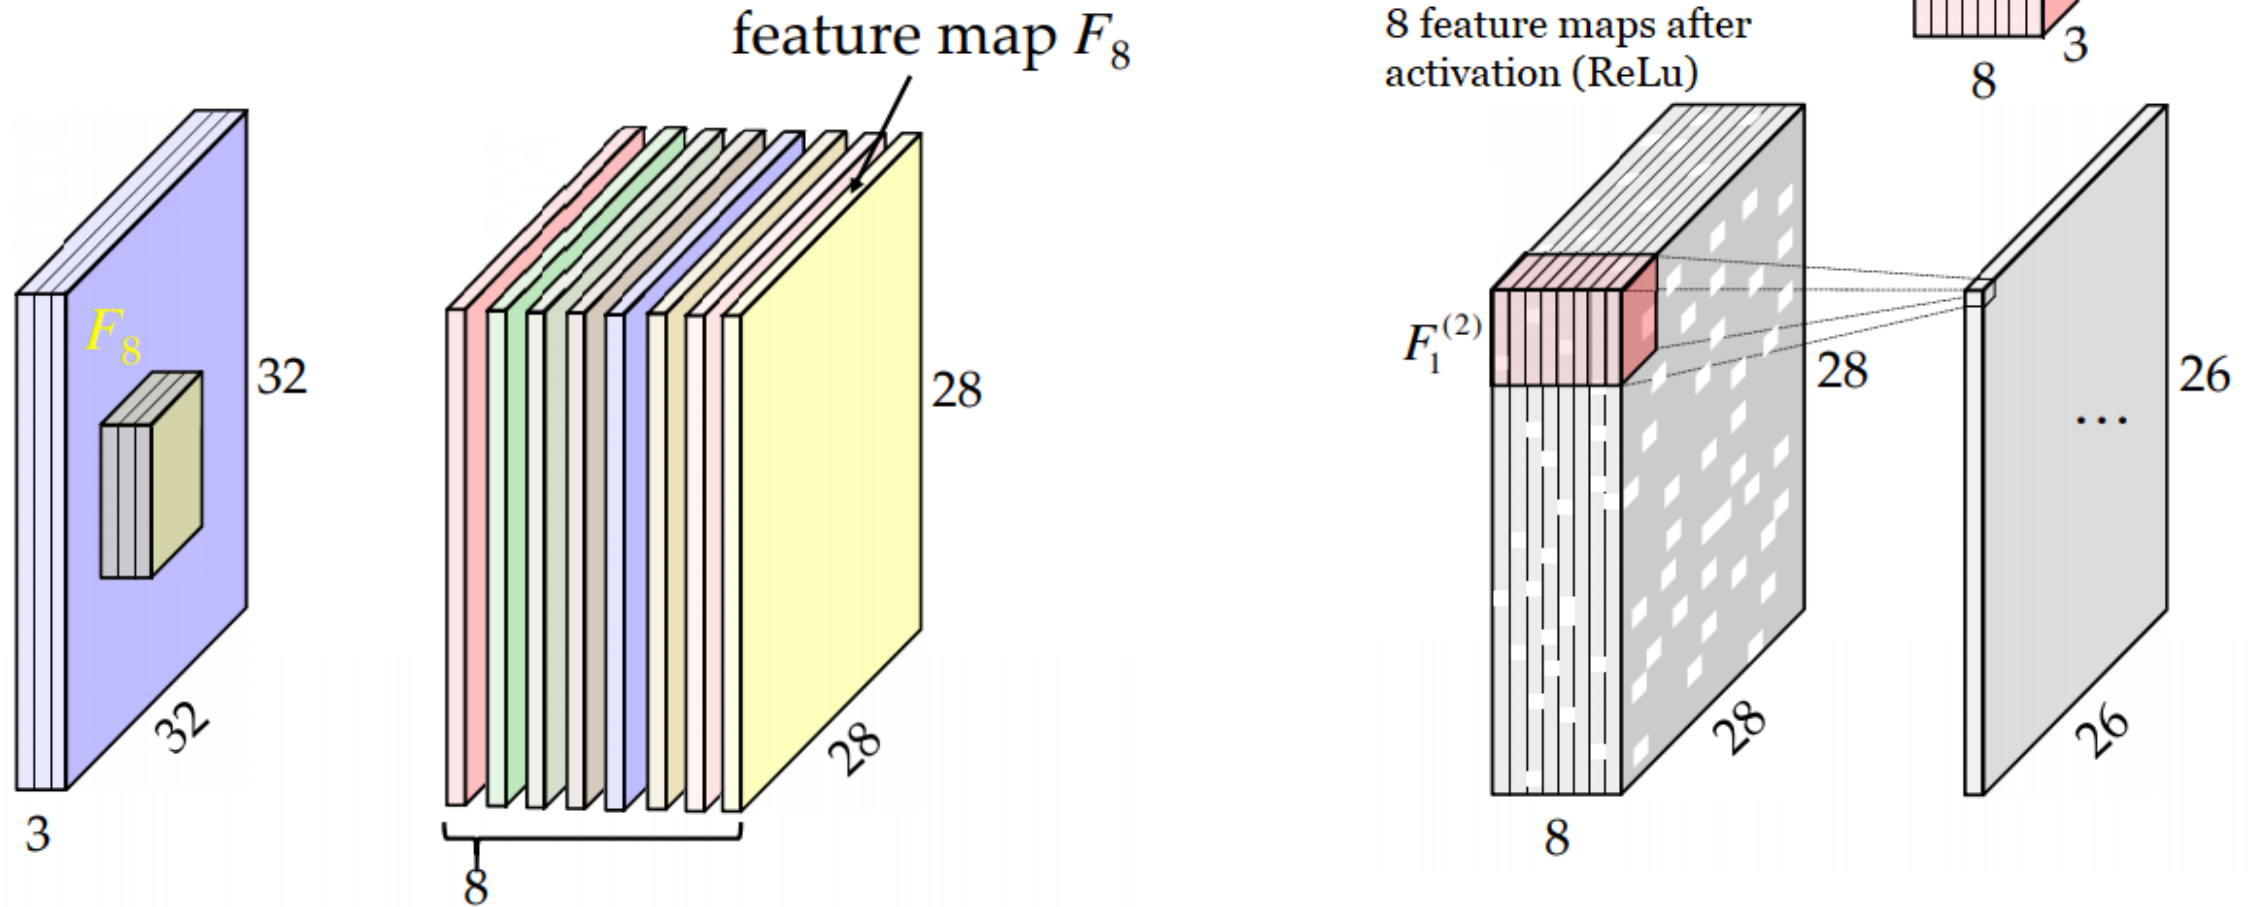 feature map F₈
F₈
32
32
3
28
28
8
8 feature maps after
activation (ReLu)
3
8
F₁⁽²⁾
28
28
8
...
26
26